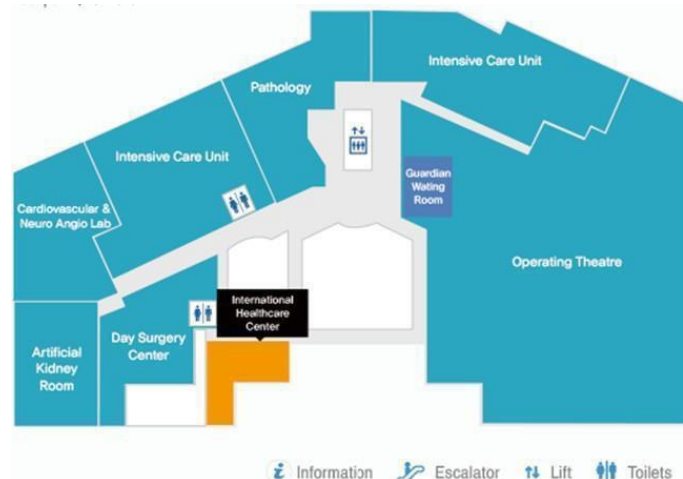 Intensive Care Unit
Pathology
Intensive Care Unit
Guardian
Wating
Room
Cardiovascular &
Neuro Angio Lab
Operating Theatre
International
Healthcare
Center
Day Surgery
Center
Artificial
Kidney
Room
i Information Escalator Lift Toilets